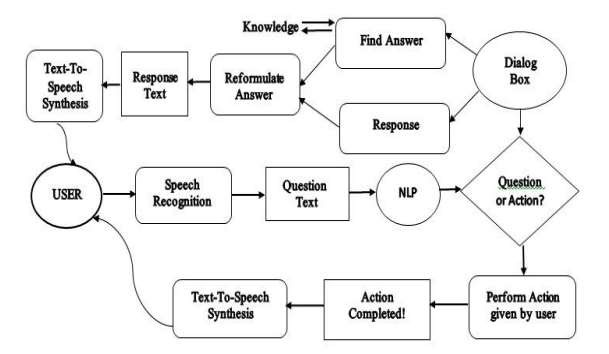 Knowledge
Find Answer
Dialog
Box
Text-To-
Speech
Synthesis
Response
Text
Reformulate
Answer
Response
USER
Speech
Recognition
Question
Text
NLP
Question
or Action?
Text-To-Speech
Synthesis
Action
Completed!
Perform Action
given by user